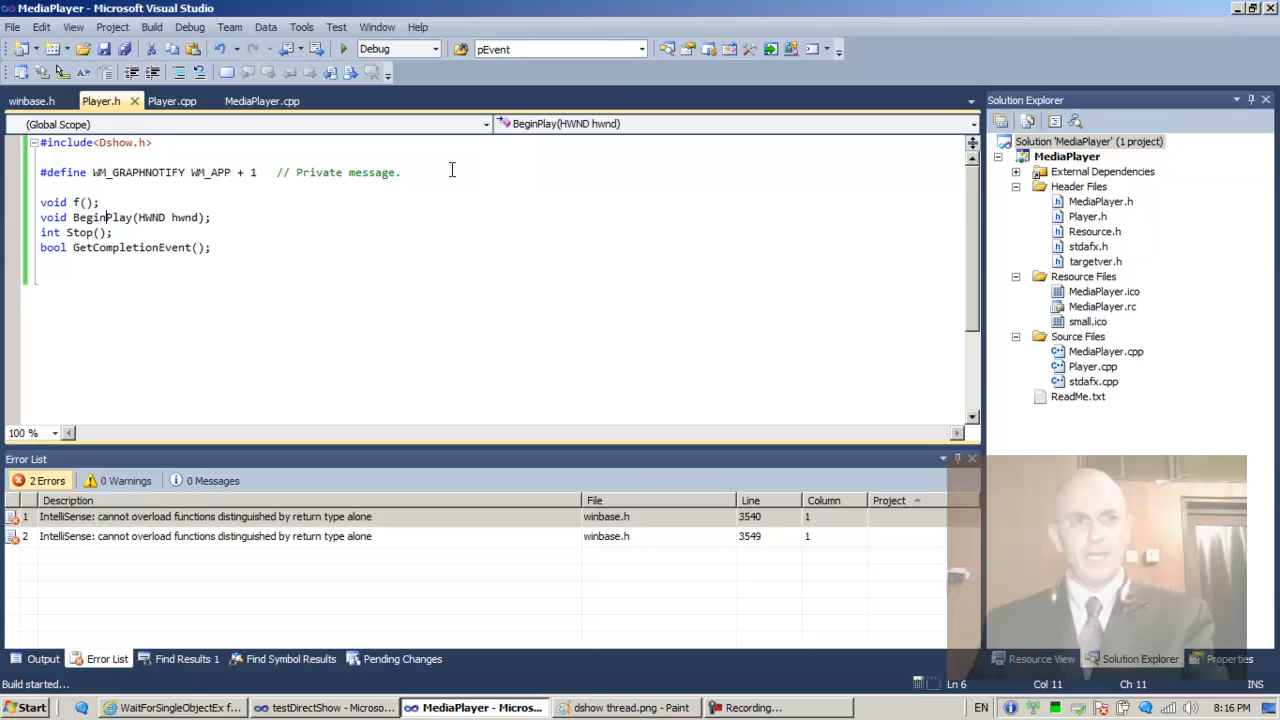 MediaPlayer - Microsoft Visual Studio
File Edit View Project Build Debug Team Data Tools Test Window Help
Debug pEvent
winbase.h Player.h Player.cpp MediaPlayer.cpp
(Global Scope) BeginPlay(HWND hwnd)
#include<Dshow.h>
#define WM_GRAPHNOTIFY WM_APP + 1 // Private message.
void f();
void BeginPlay(HWND hwnd);
int Stop();
bool GetCompletionEvent();
100 %
Solution Explorer
Solution 'MediaPlayer' (1 project)
MediaPlayer
External Dependencies
Header Files
MediaPlayer.h
Player.h
Resource.h
stdafx.h
targetver.h
Resource Files
MediaPlayer.ico
MediaPlayer.rc
small.ico
Source Files
MediaPlayer.cpp
Player.cpp
stdafx.cpp
ReadMe.txt
Error List
2 Errors 0 Warnings 0 Messages
Description File Line Column Project
1 IntelliSense: cannot overload functions distinguished by return type alone winbase.h 3540 1
2 IntelliSense: cannot overload functions distinguished by return type alone winbase.h 3549 1
Output Error List Find Results 1 Find Symbol Results Pending Changes
Resource View Solution Explorer Properties
Build started... Ln 6 Col 11 Ch 11 INS
Start WaitForSingleObjectEx f... testDirectShow - Microso... MediaPlayer - Micros... dshow thread.png - Paint Recording... EN 8:16 PM